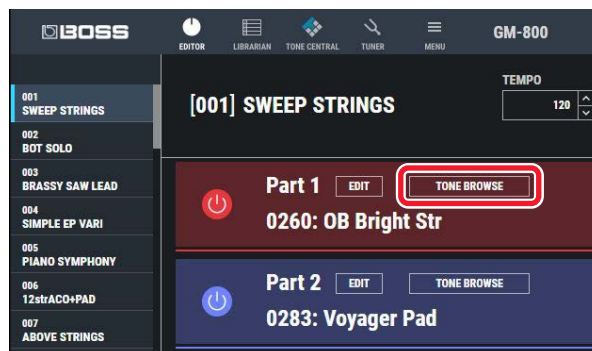 BOSS
EDITOR LIBRARIAN TONE CENTRAL TUNER MENU GM-800
001
SWEEP STRINGS
002
BOT SOLO
003
BRASSY SAW LEAD
004
SIMPLE EP VARI
005
PIANO SYMPHONY
006
12strACO+PAD
007
ABOVE STRINGS
[001] SWEEP STRINGS
TEMPO
120
Part 1 EDIT TONE BROWSE
0260: OB Bright Str
Part 2 EDIT TONE BROWSE
0283: Voyager Pad